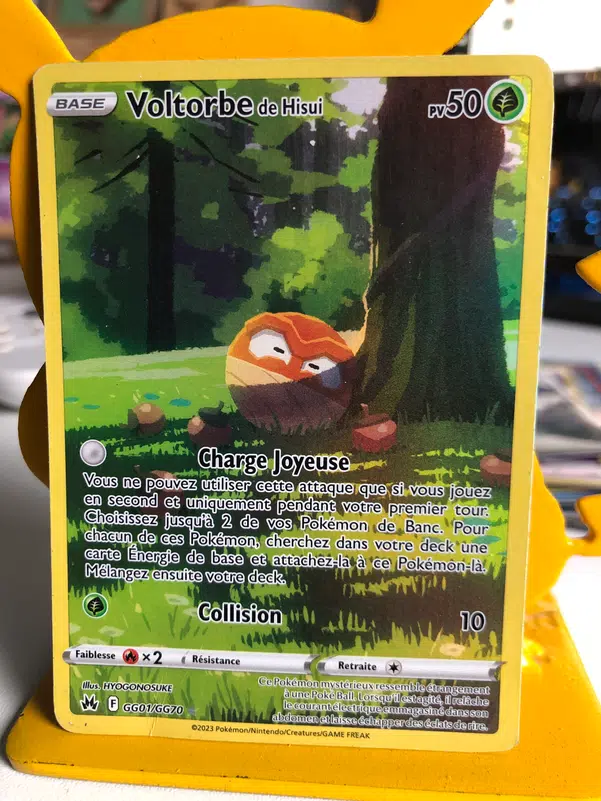 BASE Voltorbe de Hisui PV50
Charge Joyeuse
Vous ne pouvez utiliser cette attaque que si vous jouez
en second et uniquement pendant votre premier tour.
Choisissez jusqu'à 2 de vos Pokémon de Banc. Pour
chacun de ces Pokémon, cherchez dans votre deck une
carte Énergie de base et attachez-la à ce Pokémon-là.
Mélangez ensuite votre deck.
Collision 10
Faiblesse ×2 Résistance Retraite
Illus. HYOGONOSUKE
F GG01/GG70
Ce Pokémon mystérieux ressemble étrangement
à une Poké Ball. Lorsqu'il est agité, il relâche
le courant électrique emmagasiné dans son
abdomen et laisse échapper des éclats de rire.
©2023 Pokémon/Nintendo/Creatures/GAME FREAK